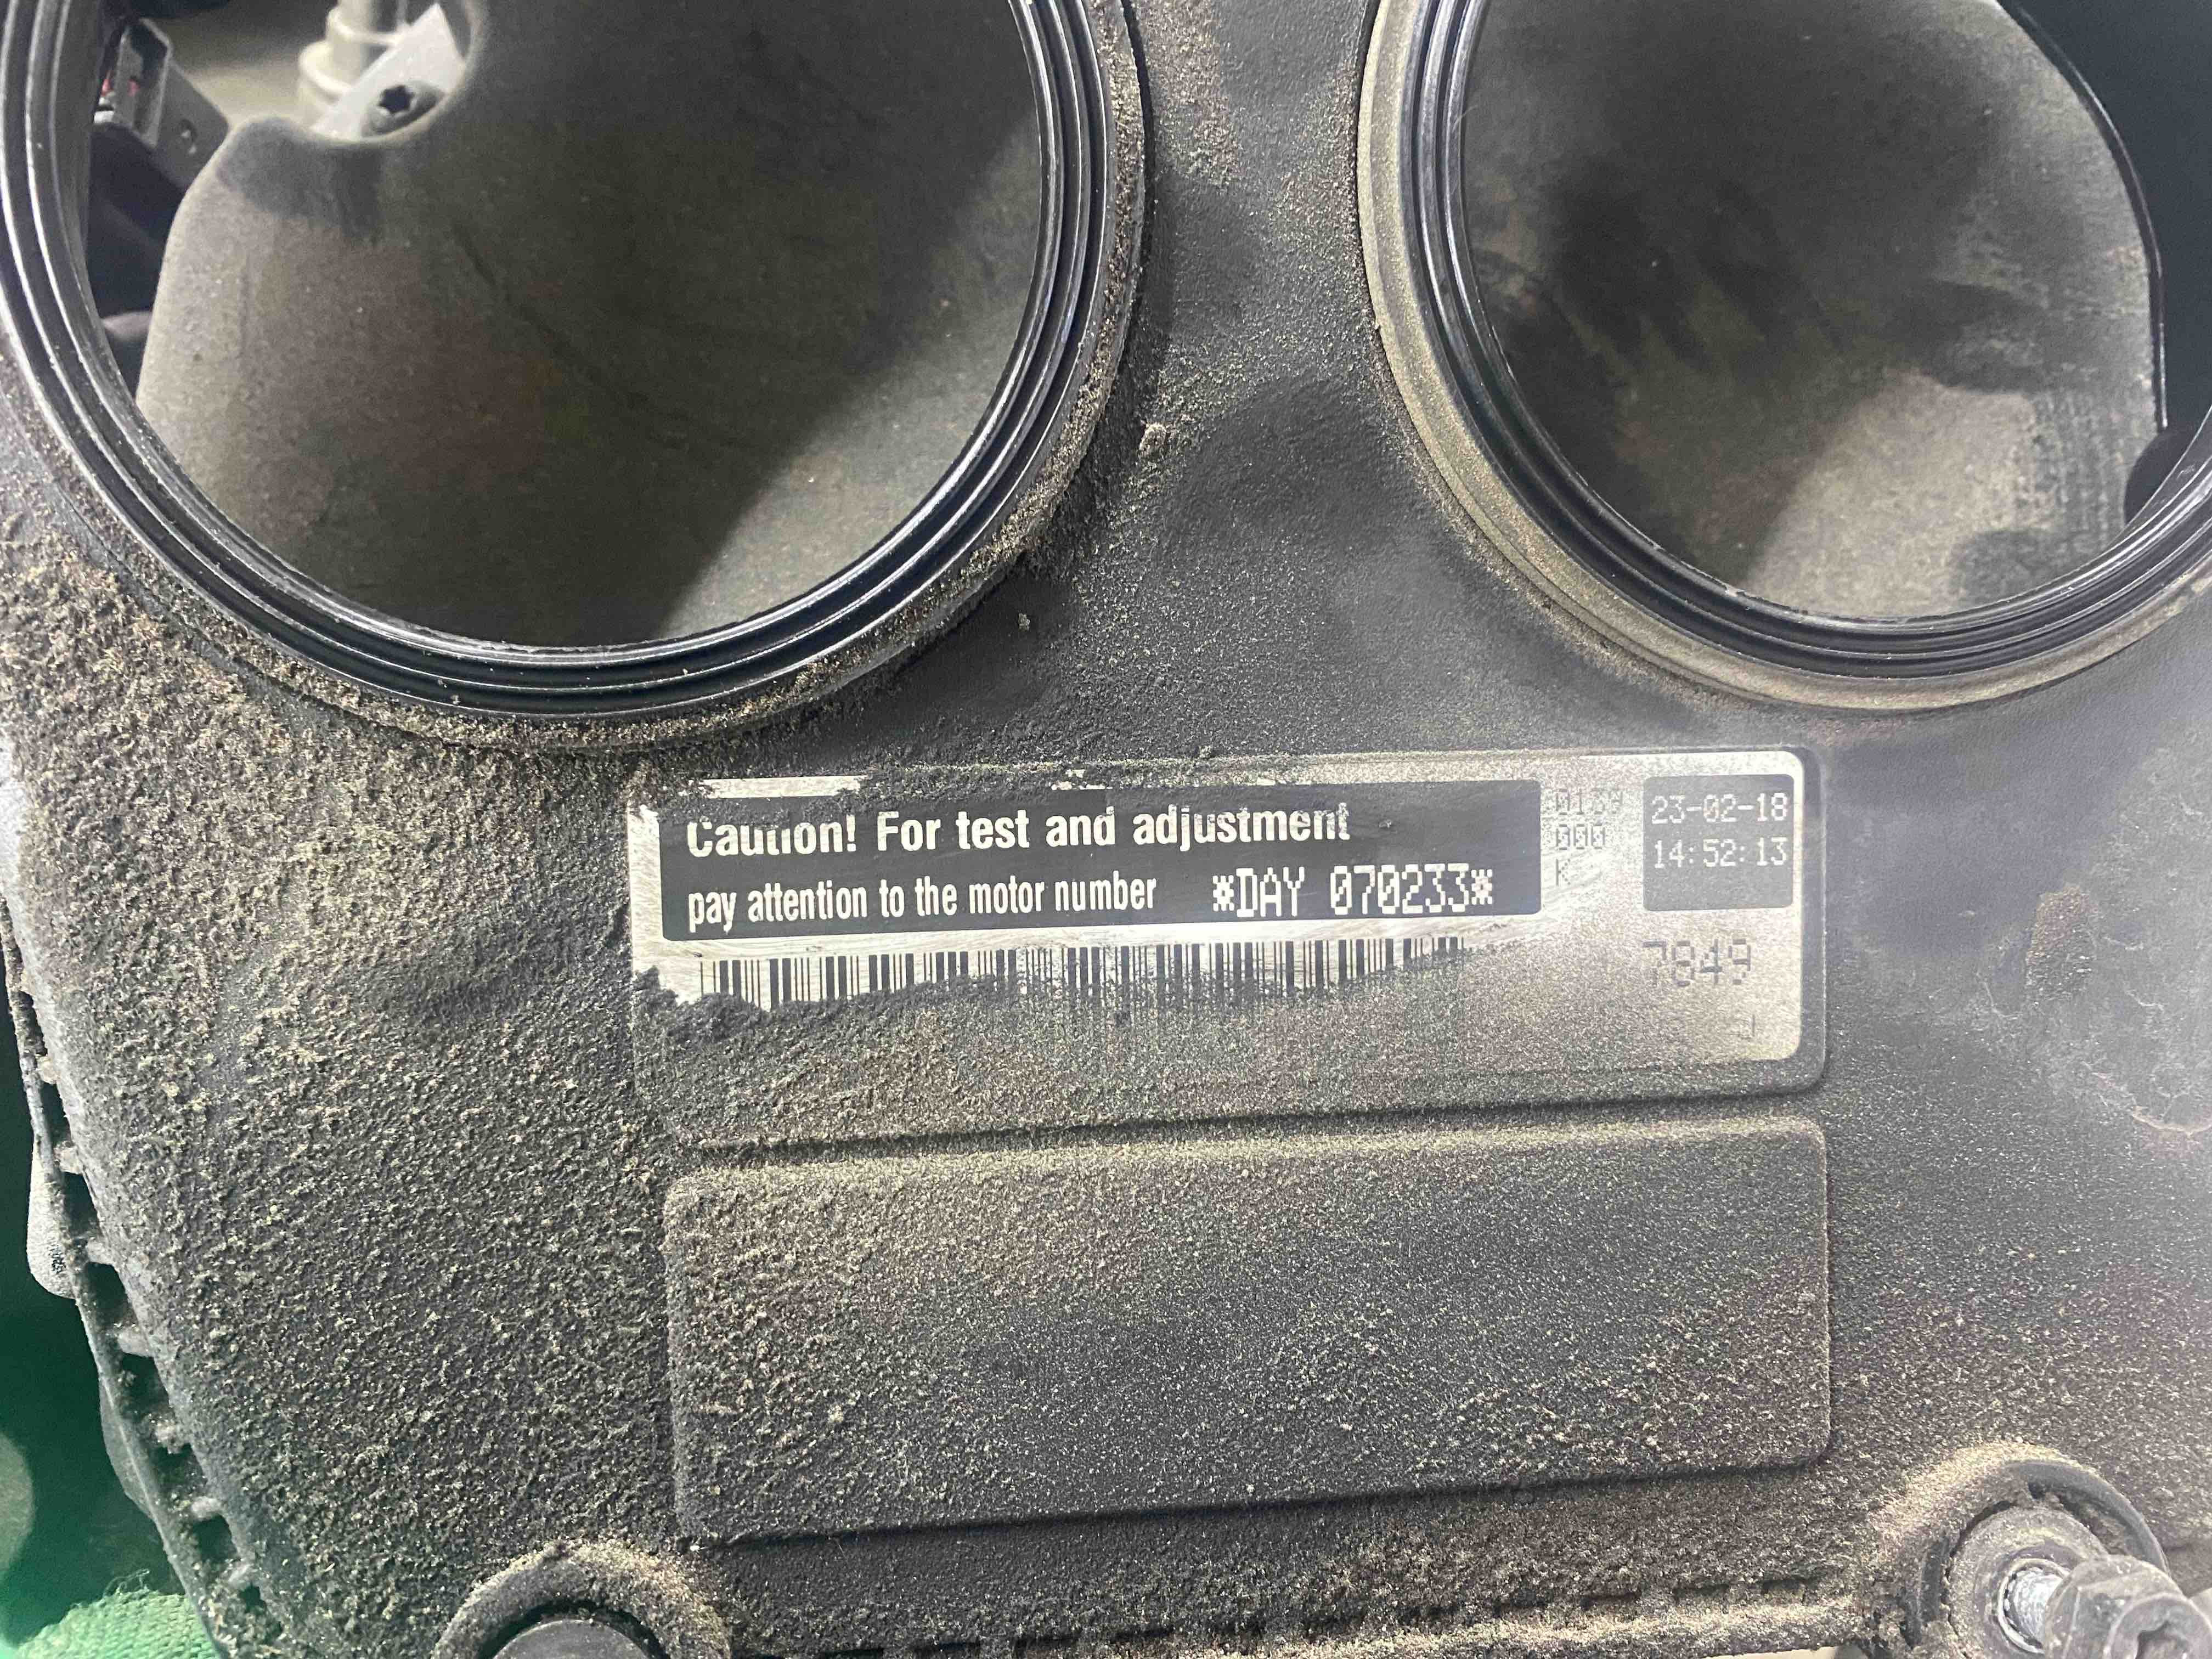 Caution! For test and adjustment
pay attention to the motor number *DAY 070233*
000
K
23-02-18
14:52:13
7849